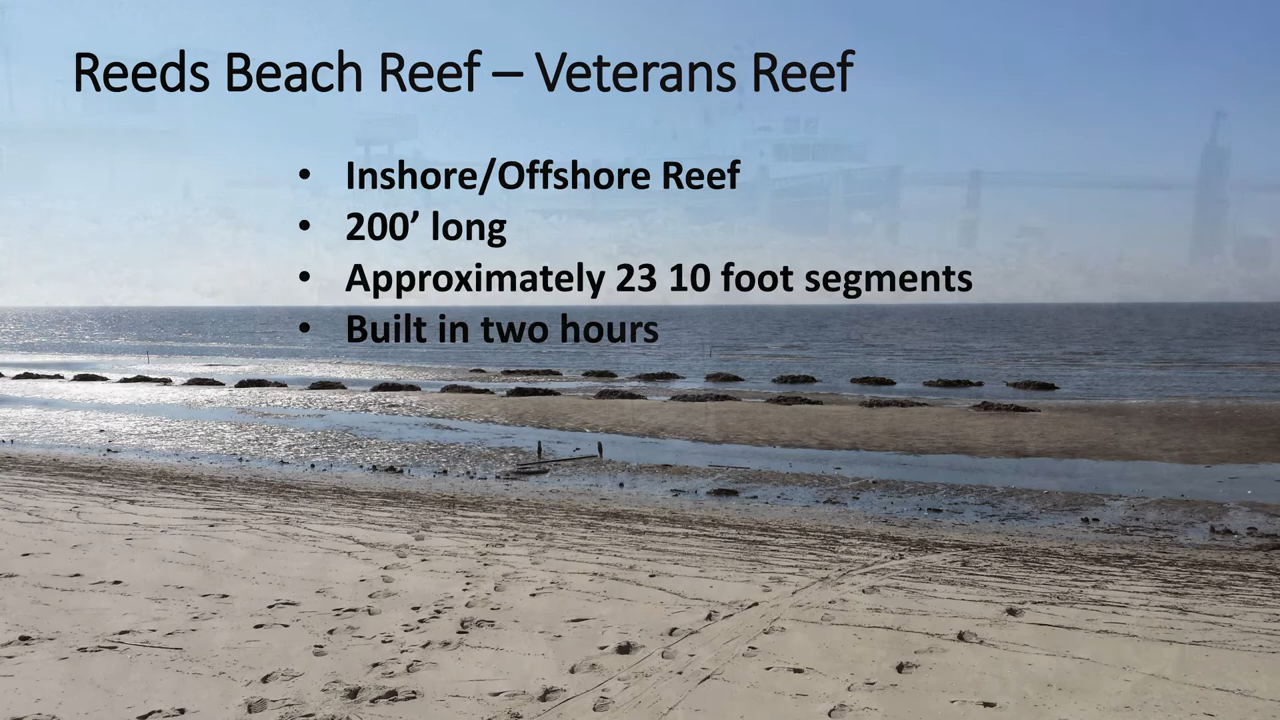 Reeds Beach Reef – Veterans Reef
• Inshore/Offshore Reef
• 200’ long
• Approximately 23 10 foot segments
• Built in two hours